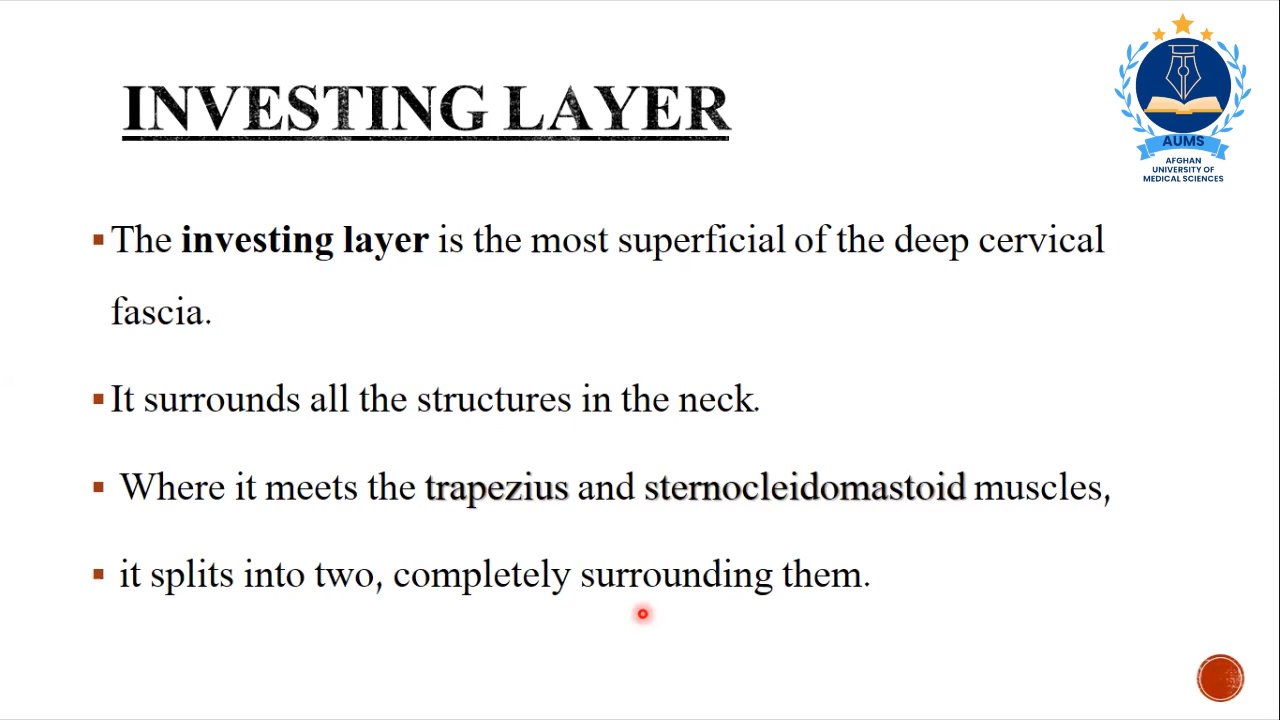 INVESTING LAYER
AUMS
AFGHAN
UNIVERSITY OF
MEDICAL SCIENCES
▪ The investing layer is the most superficial of the deep cervical
fascia.
▪ It surrounds all the structures in the neck.
▪ Where it meets the trapezius and sternocleidomastoid muscles,
▪ it splits into two, completely surrounding them.